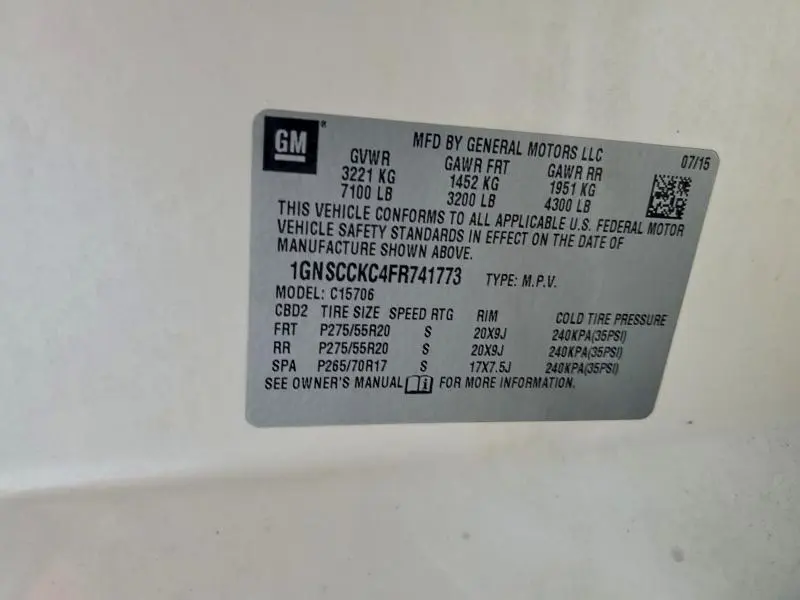 GM®
MFD BY GENERAL MOTORS LLC
07/15
GVWR GAWR FRT GAWR RR
3221 KG 1452 KG 1951 KG
7100 LB 3200 LB 4300 LB
THIS VEHICLE CONFORMS TO ALL APPLICABLE U.S. FEDERAL MOTOR
VEHICLE SAFETY STANDARDS IN EFFECT ON THE DATE OF
MANUFACTURE SHOWN ABOVE.
1GNSCCKC4FR741773 TYPE: M.P.V.
MODEL: C15706
CBD2 TIRE SIZE SPEED RTG RIM COLD TIRE PRESSURE
FRT P275/55R20 S 20X9J 240KPA(35PSI)
RR P275/55R20 S 20X9J 240KPA(35PSI)
SPA P265/70R17 S 17X7.5J 240KPA(35PSI)
SEE OWNER'S MANUAL i FOR MORE INFORMATION.